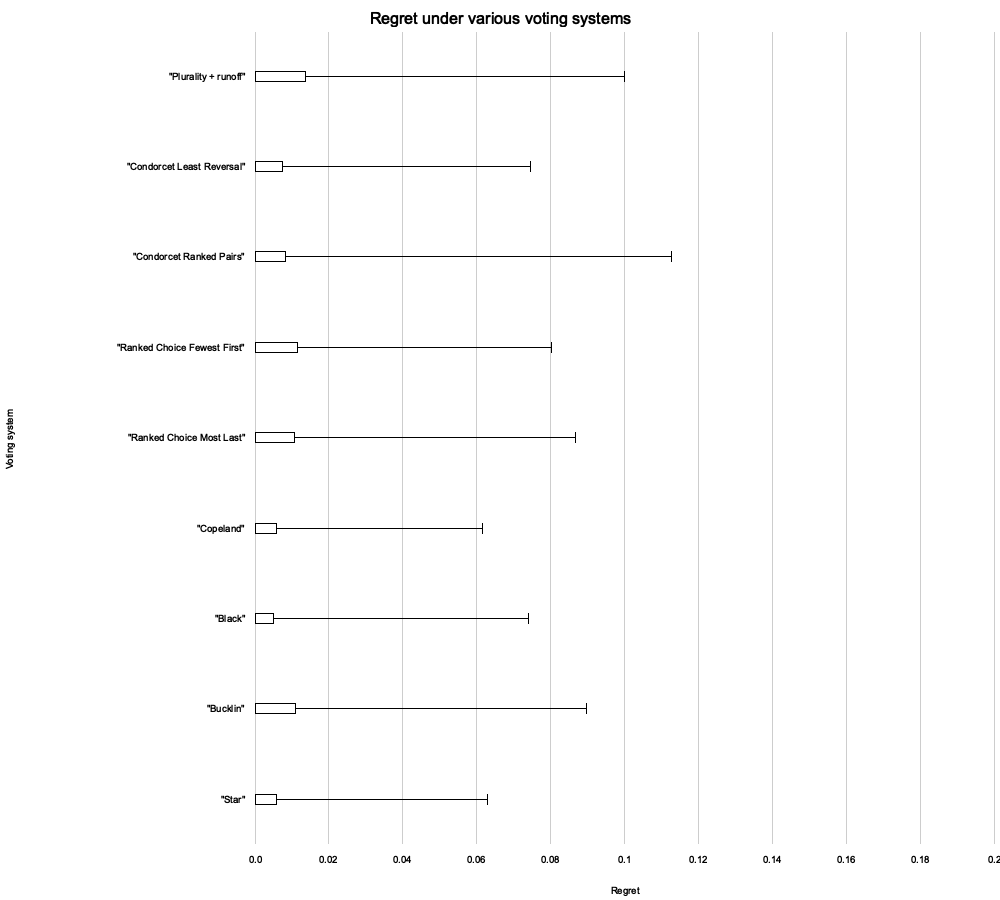 Regret under various voting systems
"Plurality + runoff"
"Condorcet Least Reversal"
"Condorcet Ranked Pairs"
"Ranked Choice Fewest First"
"Ranked Choice Most Last"
"Copeland"
"Black"
"Bucklin"
"Star"
Voting system
0.0 0.02 0.04 0.06 0.08 0.1 0.12 0.14 0.16 0.18 0.2
Regret